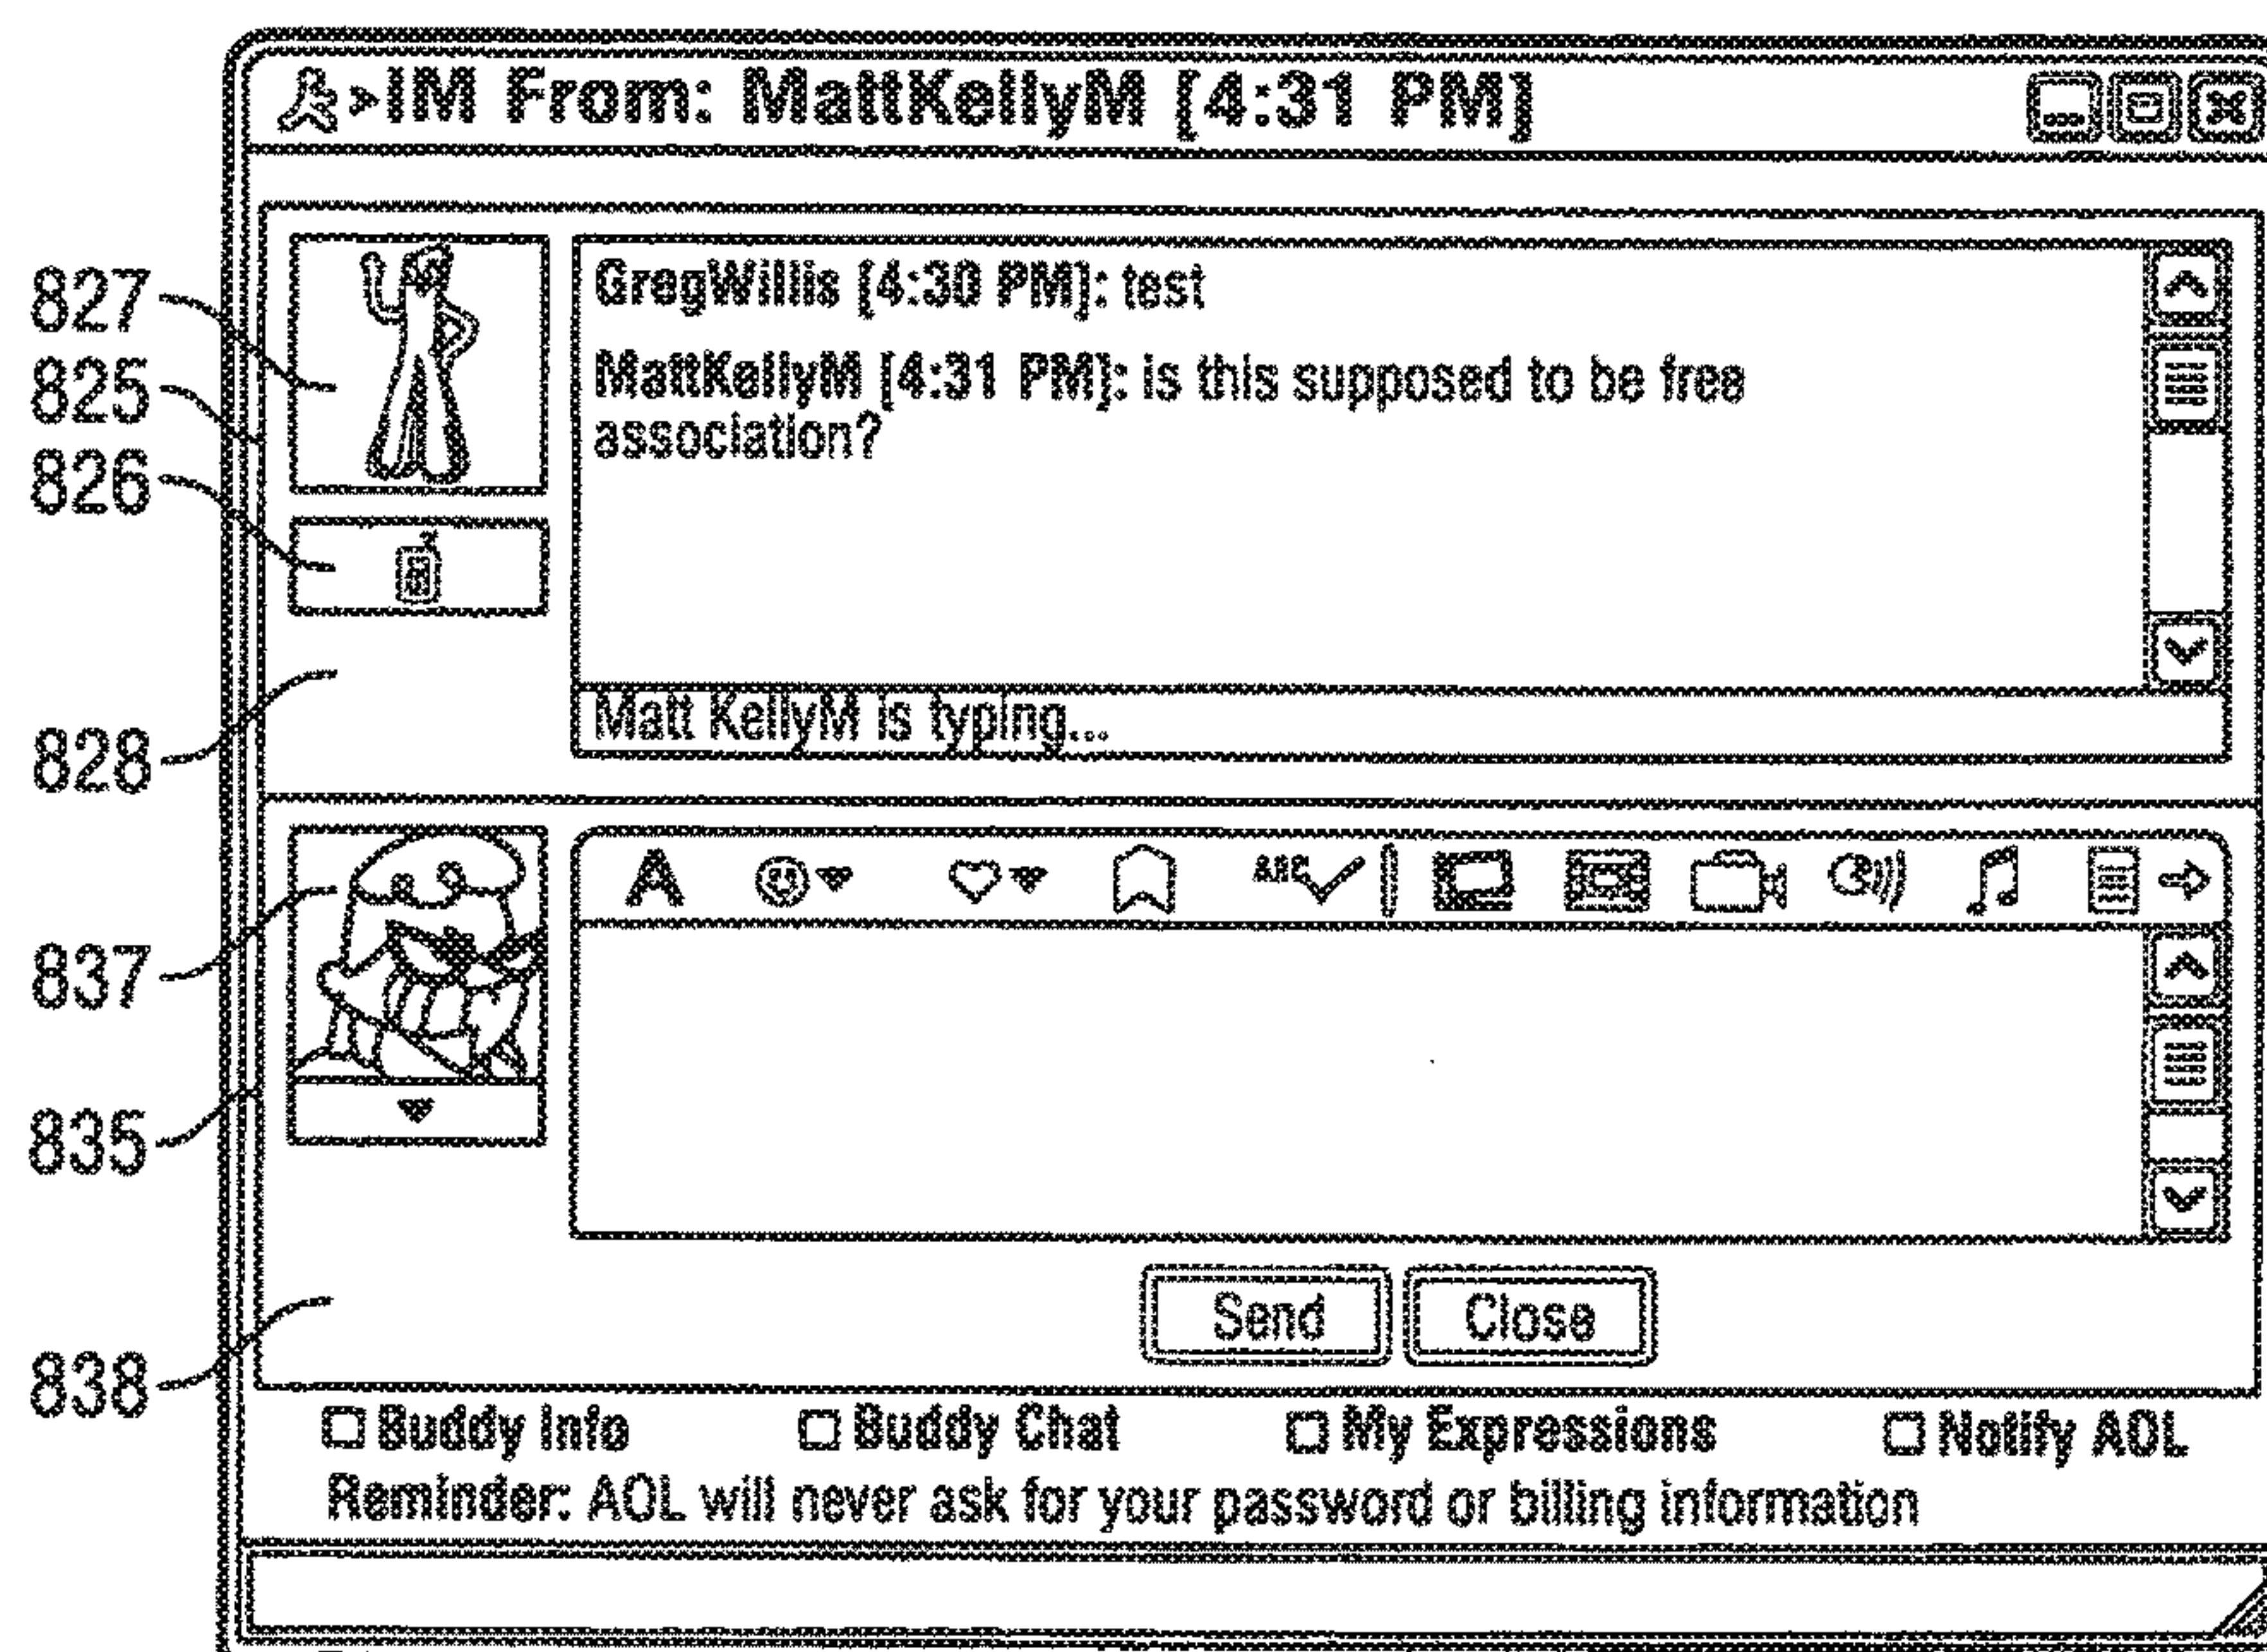 >IM From: MattKellyM [4:31 PM]
827
GregWillis [4:30 PM]: test
825
MattKellyM [4:31 PM]: is this supposed to be free
association?
826
828
Matt KellyM is typing...
A
ABC
837
835
Send Close
838
Buddy Info Buddy Chat My Expressions Notify AOL
Reminder: AOL will never ask for your password or billing information